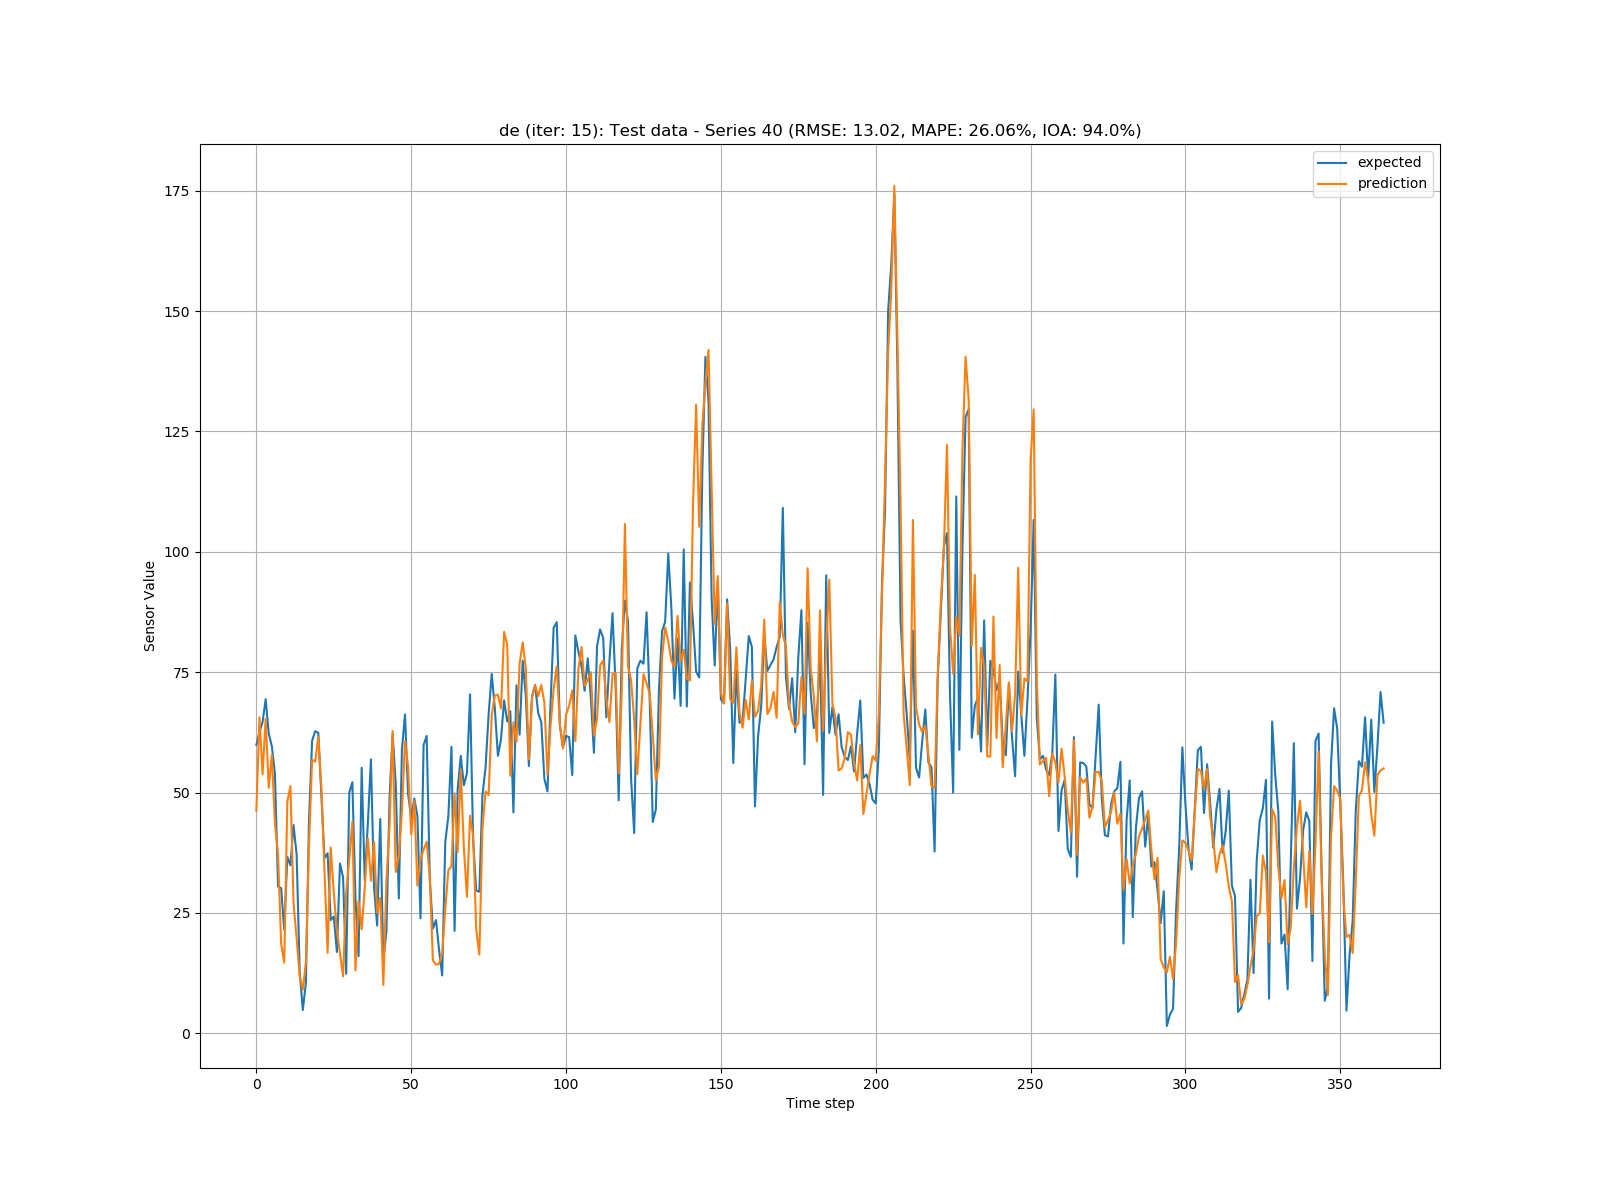 de (iter: 15): Test data - Series 40 (RMSE: 13.02, MAPE: 26.06%, IOA: 94.0%)
expected
prediction
175
150
125
100
75
50
25
0
Sensor Value
0 50 100 150 200 250 300 350
Time step